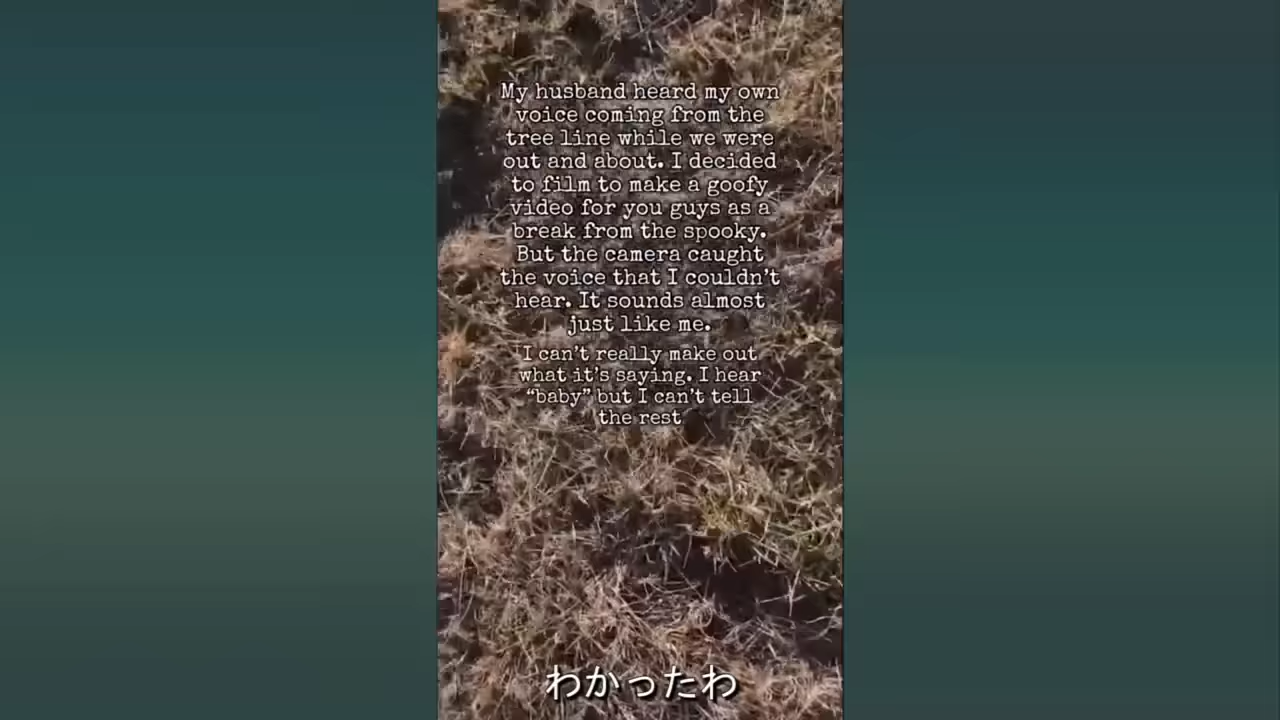 My husband heard my own
voice coming from the
tree line while we were
out and about. I decided
to film to make a goofy
video for you guys as a
break from the spooky.
But the camera caught
the voice that I couldn't
hear. It sounds almost
just like me.
I can't really make out
what it's saying. I hear
“baby” but I can't tell
the rest
わかったわ